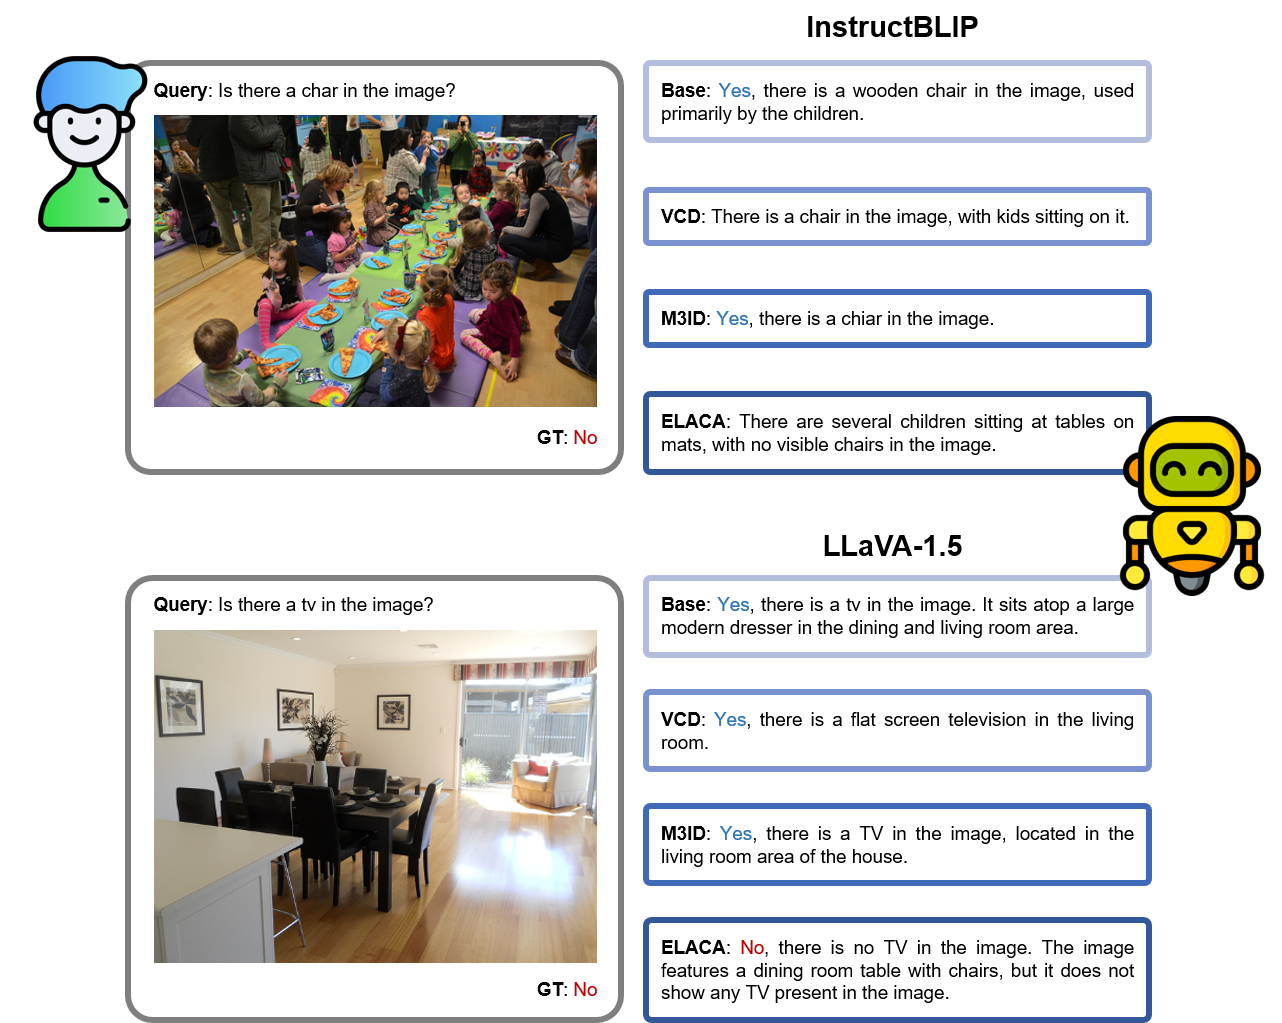 InstructBLIP
Query: Is there a char in the image?
GT: No
Base: Yes, there is a wooden chair in the image, used
primarily by the children.
VCD: There is a chair in the image, with kids sitting on it.
M3ID: Yes, there is a chiar in the image.
ELACA: There are several children sitting at tables on
mats, with no visible chairs in the image.
LLaVA-1.5
Query: Is there a tv in the image?
GT: No
Base: Yes, there is a tv in the image. It sits atop a large
modern dresser in the dining and living room area.
VCD: Yes, there is a flat screen television in the living
room.
M3ID: Yes, there is a TV in the image, located in the
living room area of the house.
ELACA: No, there is no TV in the image. The image
features a dining room table with chairs, but it does not
show any TV present in the image.